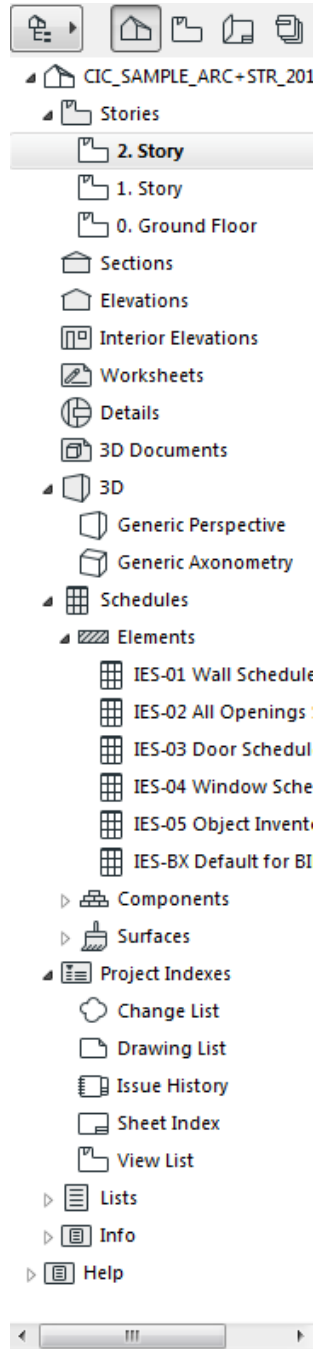 CIC_SAMPLE_ARC+STR_201
Stories
2. Story
1. Story
0. Ground Floor
Sections
Elevations
Interior Elevations
Worksheets
Details
3D Documents
3D
Generic Perspective
Generic Axonometry
Schedules
Elements
IES-01 Wall Schedule
IES-02 All Openings
IES-03 Door Schedul
IES-04 Window Sche
IES-05 Object Invent
IES-BX Default for BI
Components
Surfaces
Project Indexes
Change List
Drawing List
Issue History
Sheet Index
View List
Lists
Info
Help